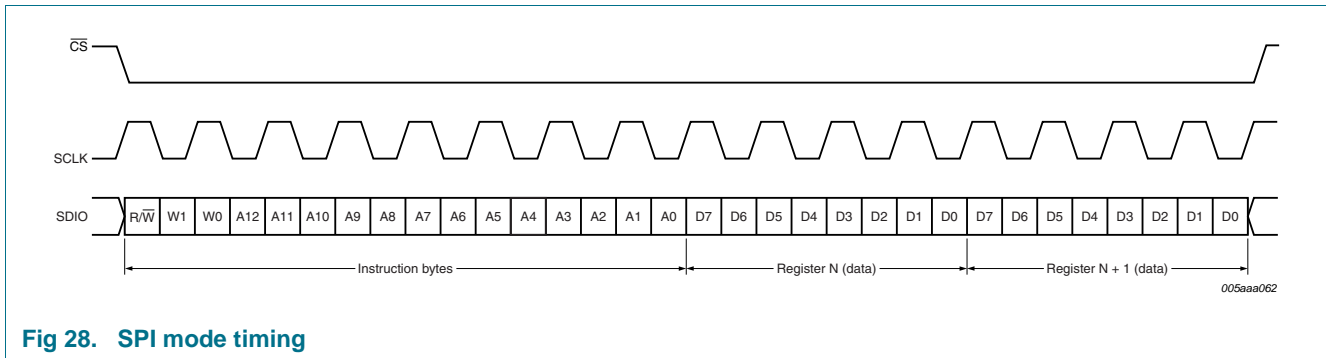 CS
SCLK
SDIO R/W W1 W0 A12 A11 A10 A9 A8 A7 A6 A5 A4 A3 A2 A1 A0 D7 D6 D5 D4 D3 D2 D1 D0 D7 D6 D5 D4 D3 D2 D1 D0
Instruction bytes Register N (data) Register N + 1 (data)
005aaa062
Fig 28. SPI mode timing